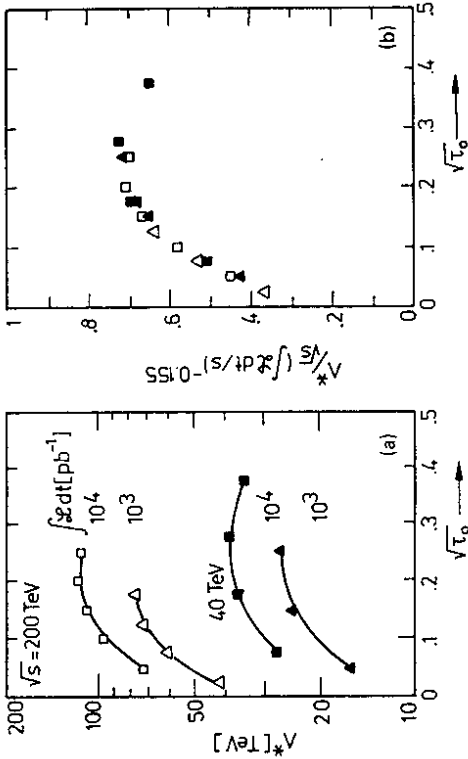 200
100
50
20
10
Λ* [TeV]
√s = 200 TeV
∫ℒdt [pb⁻¹]
10⁴
10³
40 TeV
10⁴
10³
(a)
0 .1 .2 .3 .4 .5
√τ₀
1
.8
.6
.4
.2
0
Λ*/√s (∫ℒdt/s)^-0.155
(b)
0 .1 .2 .3 .4 .5
√τ₀